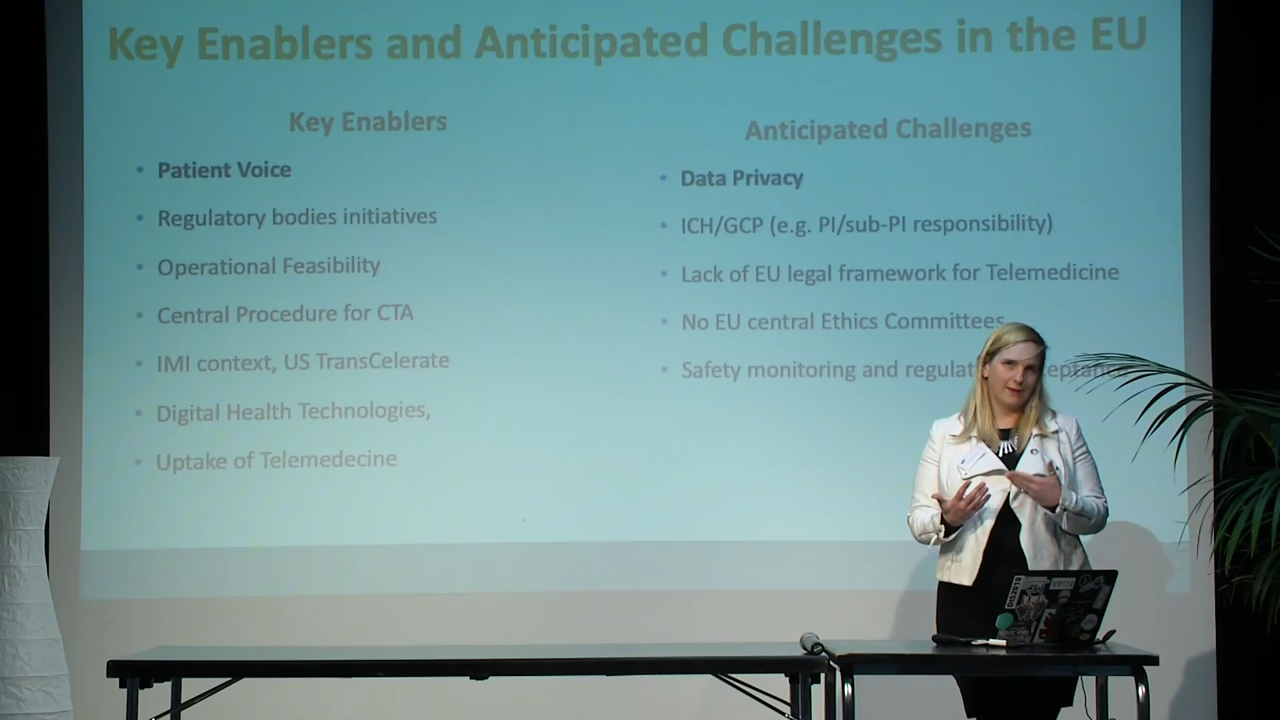 Key Enablers and Anticipated Challenges in the EU
Key Enablers
Patient Voice
Regulatory bodies initiatives
Operational Feasibility
Central Procedure for CTA
IMI context, US TransCelerate
Digital Health Technologies,
Uptake of Telemedecine
Anticipated Challenges
Data Privacy
ICH/GCP (e.g. PI/sub-PI responsibility)
Lack of EU legal framework for Telemedicine
No EU central Ethics Committees
Safety monitoring and